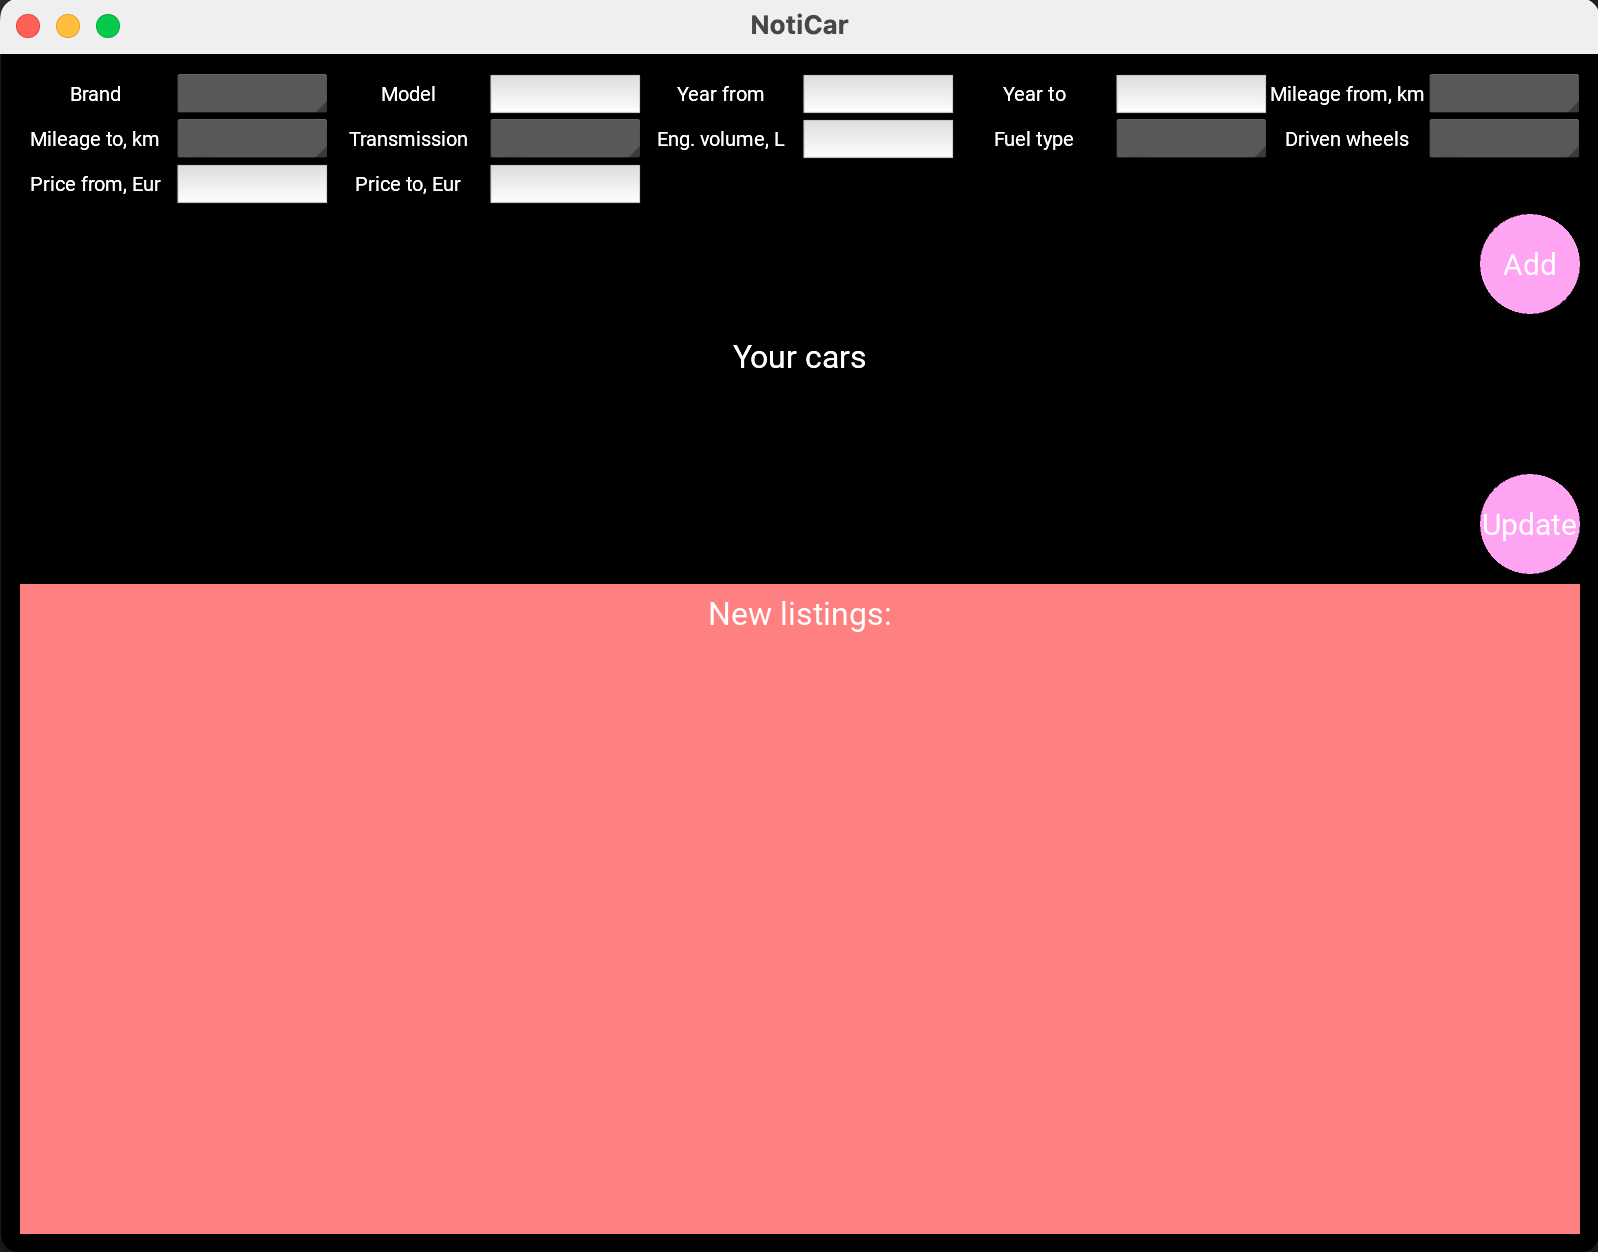 NotiCar
Brand Model Year from Year to Mileage from, km
Mileage to, km Transmission Eng. volume, L Fuel type Driven wheels
Price from, Eur Price to, Eur
Add
Your cars
Update
New listings: